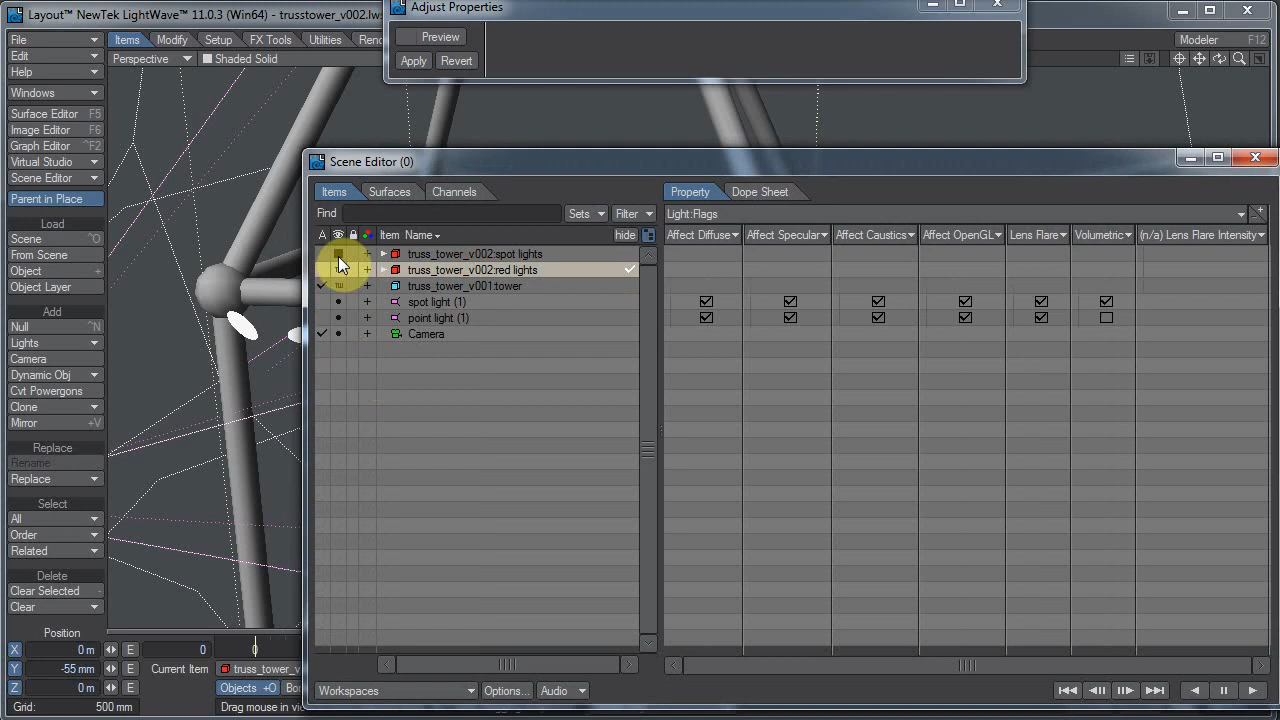 Layout™ NewTek LightWave™ 11.0.3 (Win64) - trusstower_v002.lws
Adjust Properties
Preview
Apply
Revert
File
Items
Modify
Setup
FX Tools
Utilities
Modeler
F12
Edit
Perspective
Shaded Solid
Help
Windows
Surface Editor F5
Image Editor F6
Graph Editor ^F2
Virtual Studio
Scene Editor
Parent in Place
Load
Scene ^O
From Scene
Object +
Object Layer
Add
Null ^N
Lights
Camera
Dynamic Obj
Cvt Powergons
Clone
Mirror +V
Replace
Rename
Replace
Select
All
Order
Related
Delete
Clear Selected -
Clear
Position
X 0 m E
Y -55 mm E
Z 0 m E
Grid: 500 mm
0
0
Current Item
truss_tower_v
Objects +O
Bon
Drag mouse in vi
Scene Editor (0)
Items
Surfaces
Channels
Property
Dope Sheet
Find
Sets
Filter
Light:Flags
A
Item
Name
hide
Affect Diffuse
Affect Specular
Affect Caustics
Affect OpenGL
Lens Flare
Volumetric
(n/a) Lens Flare Intensity
truss_tower_v002:spot lights
truss_tower_v002:red lights
truss_tower_v001:tower
spot light (1)
point light (1)
Camera
Workspaces
Options...
Audio